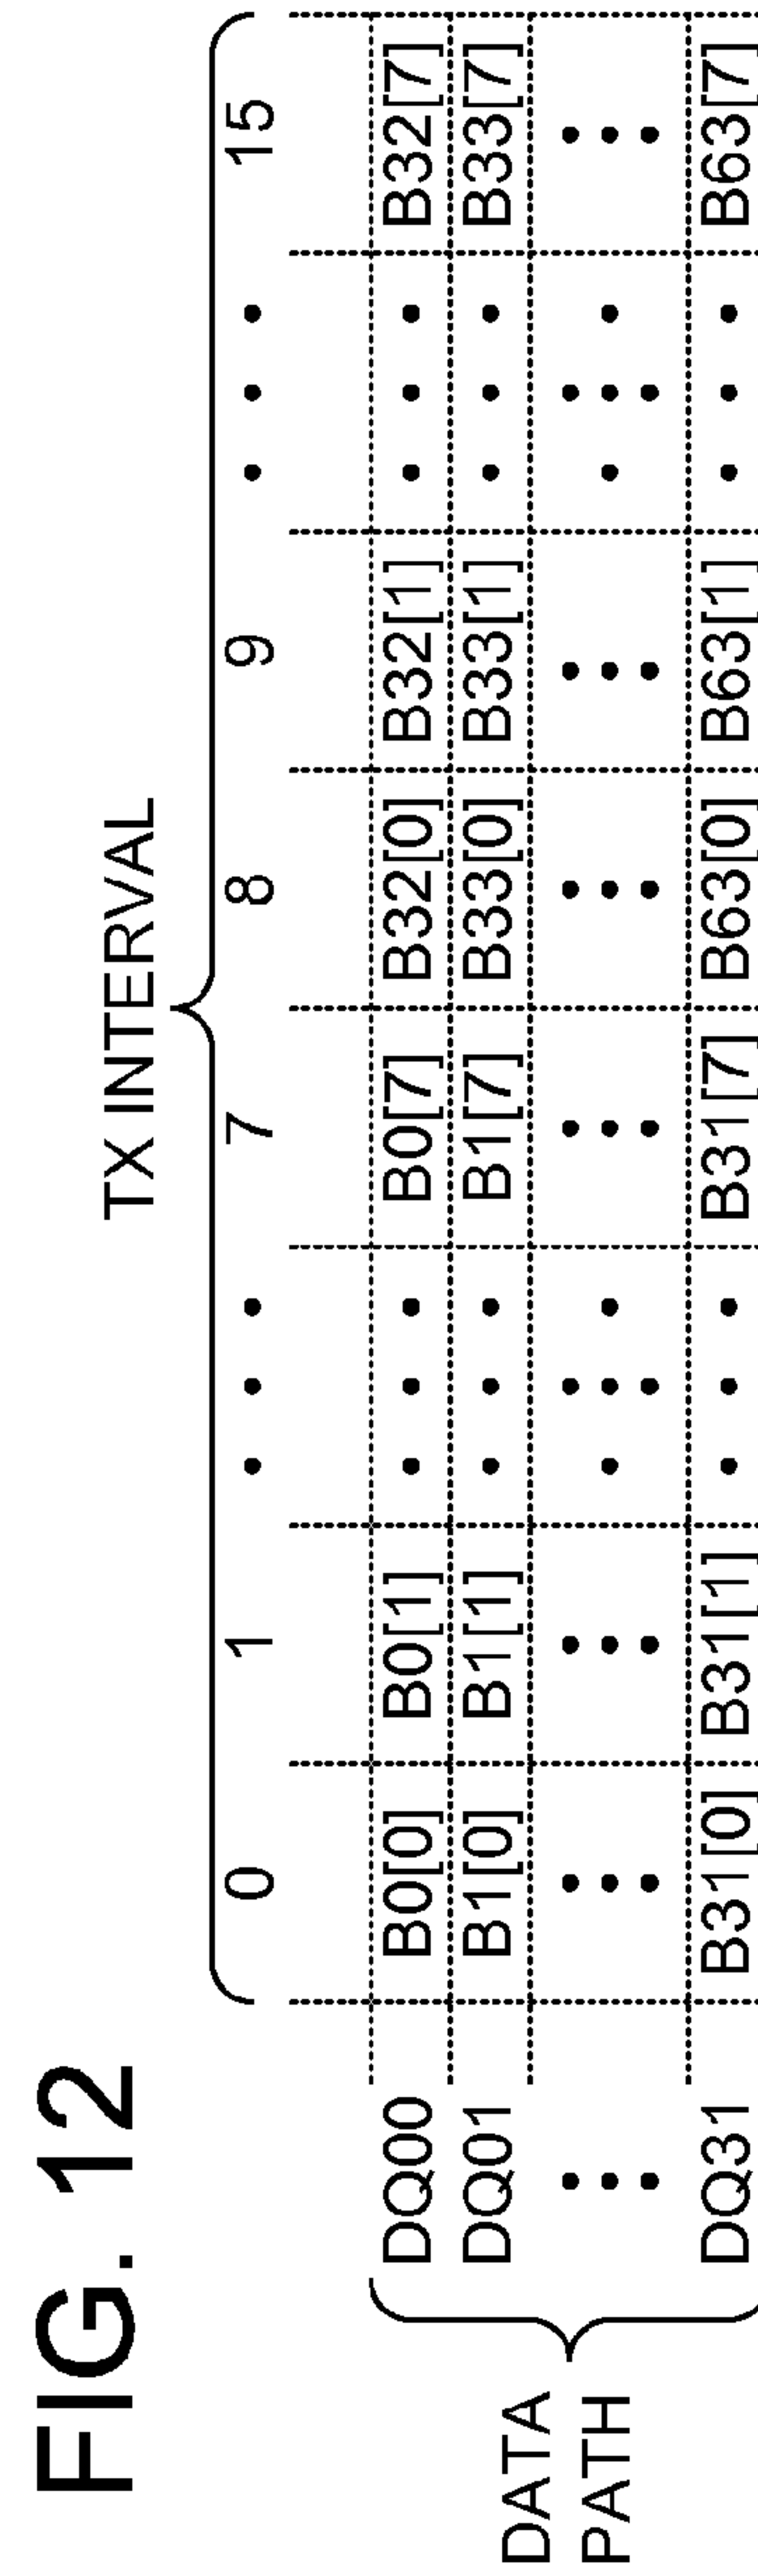 FIG. 12
TX INTERVAL
0 1 • • • 7 8 9 • • • 15
DATA
PATH
DQ00 B0[0] B0[1] • • • B0[7] B32[0] B32[1] • • • B32[7]
DQ01 B1[0] B1[1] • • • B1[7] B33[0] B33[1] • • • B33[7]
DQ31 B31[0] B31[1] • • • B31[7] B63[0] B63[1] • • • B63[7]